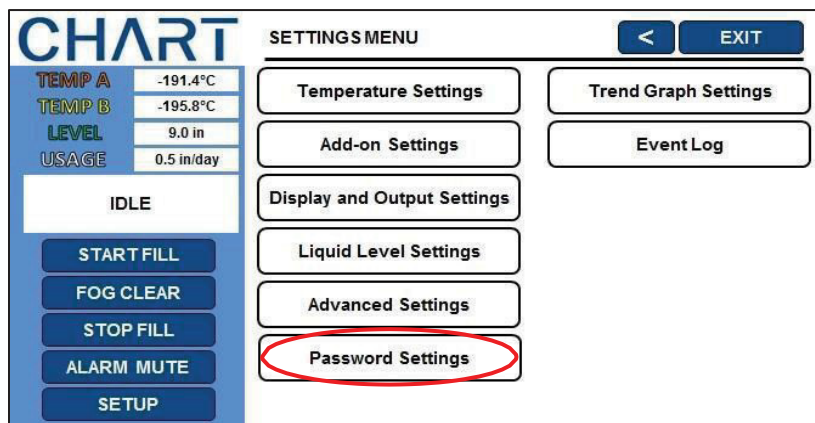 CHART
SETTINGS MENU
<
EXIT
TEMP A -191.4°C
TEMP B -195.8°C
LEVEL 9.0 in
USAGE 0.5 in/day
IDLE
START FILL
FOG CLEAR
STOP FILL
ALARM MUTE
SETUP
Temperature Settings
Add-on Settings
Display and Output Settings
Liquid Level Settings
Advanced Settings
Password Settings
Trend Graph Settings
Event Log